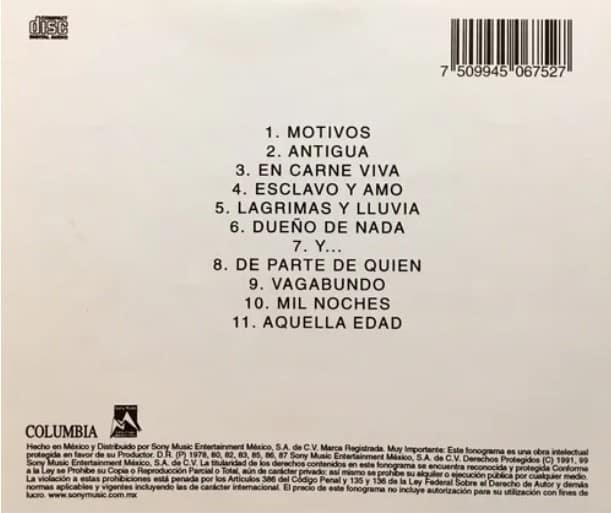 COMPACT
disc
DIGITAL AUDIO
7 509945 067527
1. MOTIVOS
2. ANTIGUA
3. EN CARNE VIVA
4. ESCLAVO Y AMO
5. LAGRIMAS Y LLUVIA
6. DUEÑO DE NADA
7. Y...
8. DE PARTE DE QUIEN
9. VAGABUNDO
10. MIL NOCHES
11. AQUELLA EDAD
COLUMBIA
Sony Music
Hecho en México y Distribuido por Sony Music Entertainment México, S.A. de C.V. Marca Registrada. Muy Importante: Este fonograma es una obra intelectual
protegida en favor de su Productor. D.R. (P) 1978, 80, 82, 83, 85, 86, 87 Sony Music Entertainment México, S.A. de C.V. Derechos Protegidos (C) 1991, 99
Sony Music Entertainment México, S.A. de C.V. La titularidad de los derechos contenidos en este fonograma se encuentra reconocida y protegida Conforme
a la Ley se Prohibe su Copia o Reproducción Parcial o Total, aún de carácter privado; así mismo se prohibe su alquiler o ejecución pública por cualquier medio.
La violación a estas prohibiciones está penada por los Artículos 386 del Código Penal y 135 y 136 de la Ley Federal Sobre el Derecho de Autor y demás
normas aplicables y vigentes incluyendo las de carácter internacional. El precio de este fonograma no incluye autorización para su utilización con fines de
lucro. www.sonymusic.com.mx